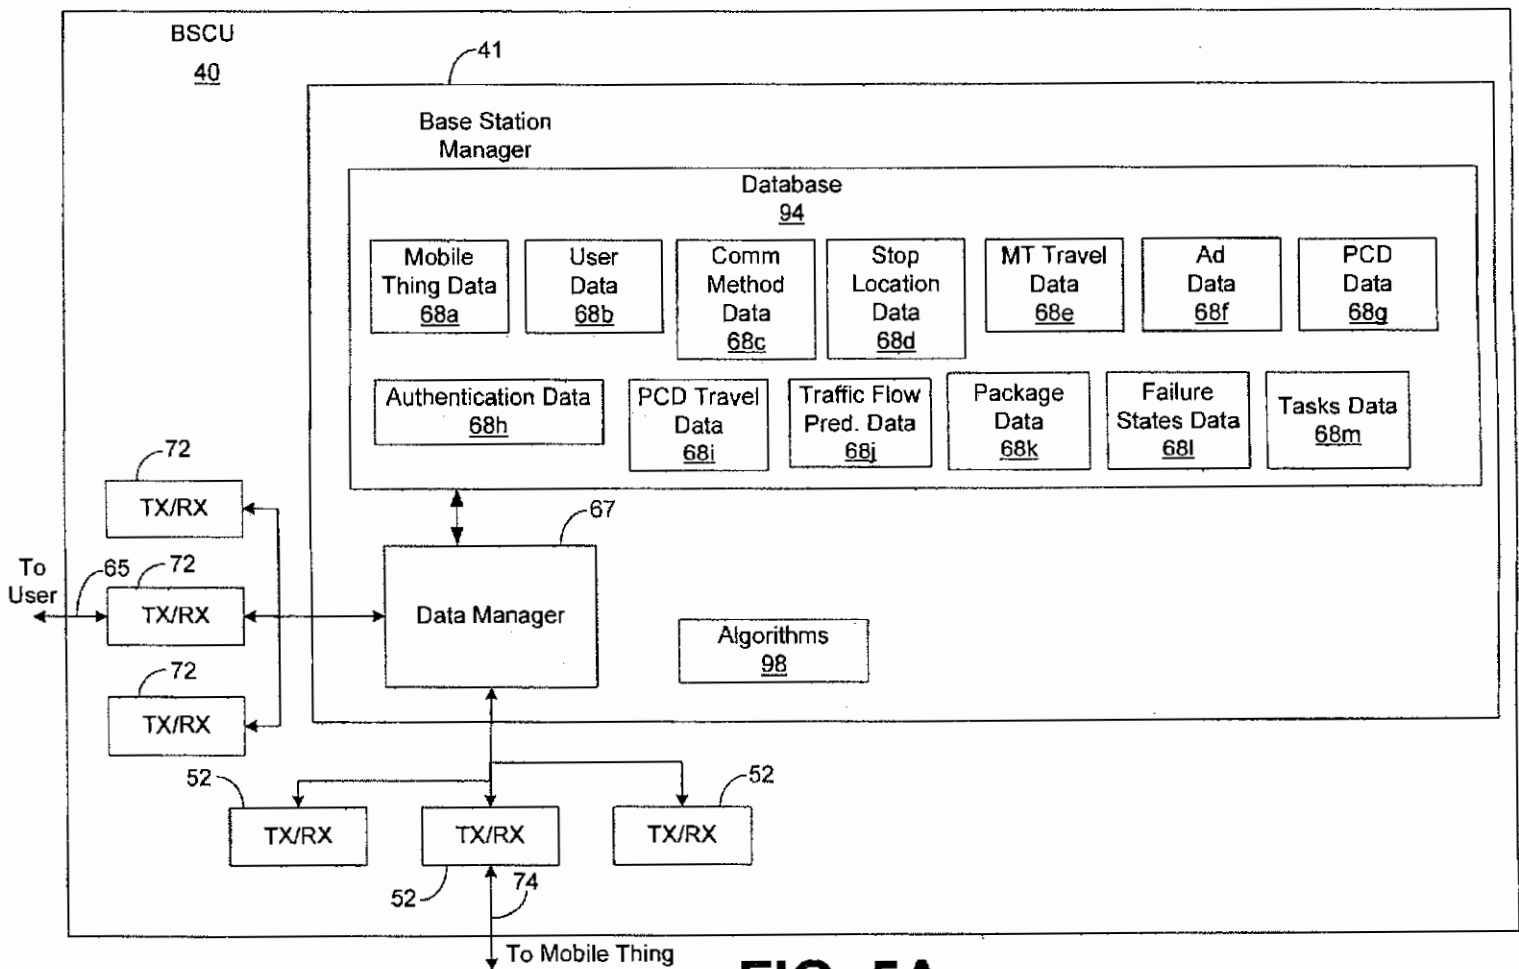 BSCU
40
41
Base Station
Manager
Database
94
Mobile
Thing Data
68a
User
Data
68b
Comm
Method
Data
68c
Stop
Location
Data
68d
MT Travel
Data
68e
Ad
Data
68f
PCD
Data
68g
Authentication Data
68h
PCD Travel
Data
68i
Traffic Flow
Pred. Data
68j
Package
Data
68k
Failure
States Data
68l
Tasks Data
68m
72
TX/RX
67
To
User
65
72
TX/RX
Data Manager
Algorithms
98
72
TX/RX
52
TX/RX
52
TX/RX
52
TX/RX
74
To Mobile Thing
FIG. 5A